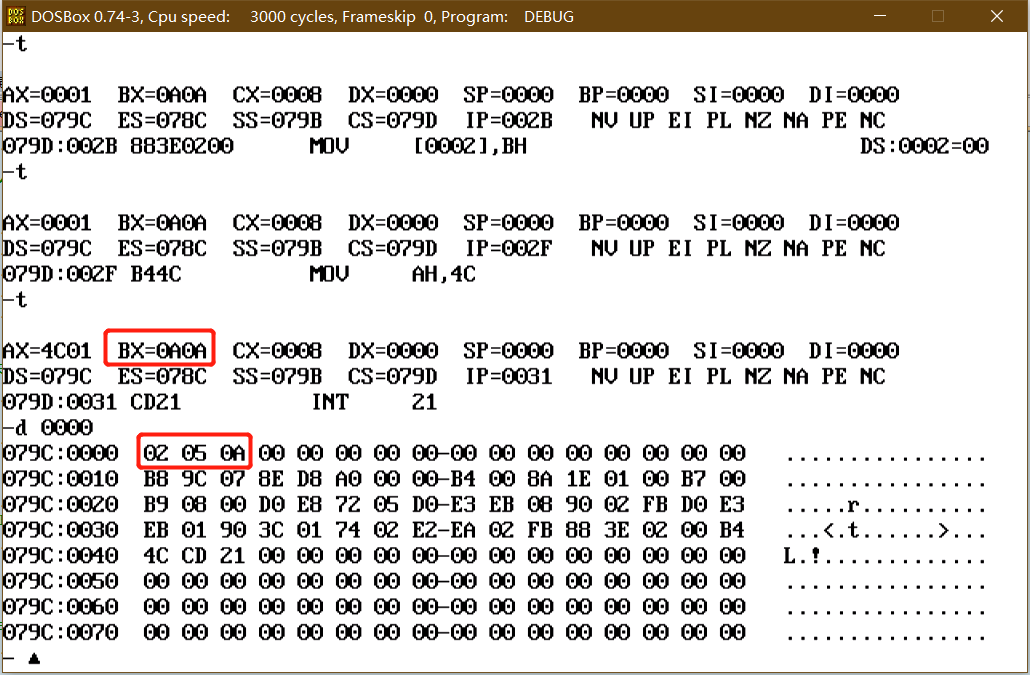 DOSBox 0.74-3, Cpu speed: 3000 cycles, Frameskip 0, Program: DEBUG
-t
AX=0001 BX=0A0A CX=0008 DX=0000 SP=0000 BP=0000 SI=0000 DI=0000
DS=079C ES=078C SS=079B CS=079D IP=002B NV UP EI PL NZ NA PE NC
079D:002B 883E0200 MOV [0002],BH DS:0002=00
-t
AX=0001 BX=0A0A CX=0008 DX=0000 SP=0000 BP=0000 SI=0000 DI=0000
DS=079C ES=078C SS=079B CS=079D IP=002F NV UP EI PL NZ NA PE NC
079D:002F B44C MOV AH,4C
-t
AX=4C01 BX=0A0A CX=0008 DX=0000 SP=0000 BP=0000 SI=0000 DI=0000
DS=079C ES=078C SS=079B CS=079D IP=0031 NV UP EI PL NZ NA PE NC
079D:0031 CD21 INT 21
-d 0000
079C:0000 02 05 0A 00 00 00 00 00-00 00 00 00 00 00 00 00 ................
079C:0010 B8 9C 07 8E D8 A0 00 00-B4 00 8A 1E 01 00 B7 00 ................
079C:0020 B9 08 00 D0 E8 72 05 D0-E3 EB 08 90 02 FB D0 E3 .....r..........
079C:0030 EB 01 90 3C 01 74 02 E2-EA 02 FB 88 3E 02 00 B4 ...<.t......>...
079C:0040 4C CD 21 00 00 00 00 00-00 00 00 00 00 00 00 00 L.!.............
079C:0050 00 00 00 00 00 00 00 00-00 00 00 00 00 00 00 00 ................
079C:0060 00 00 00 00 00 00 00 00-00 00 00 00 00 00 00 00 ................
079C:0070 00 00 00 00 00 00 00 00-00 00 00 00 00 00 00 00 ................
-